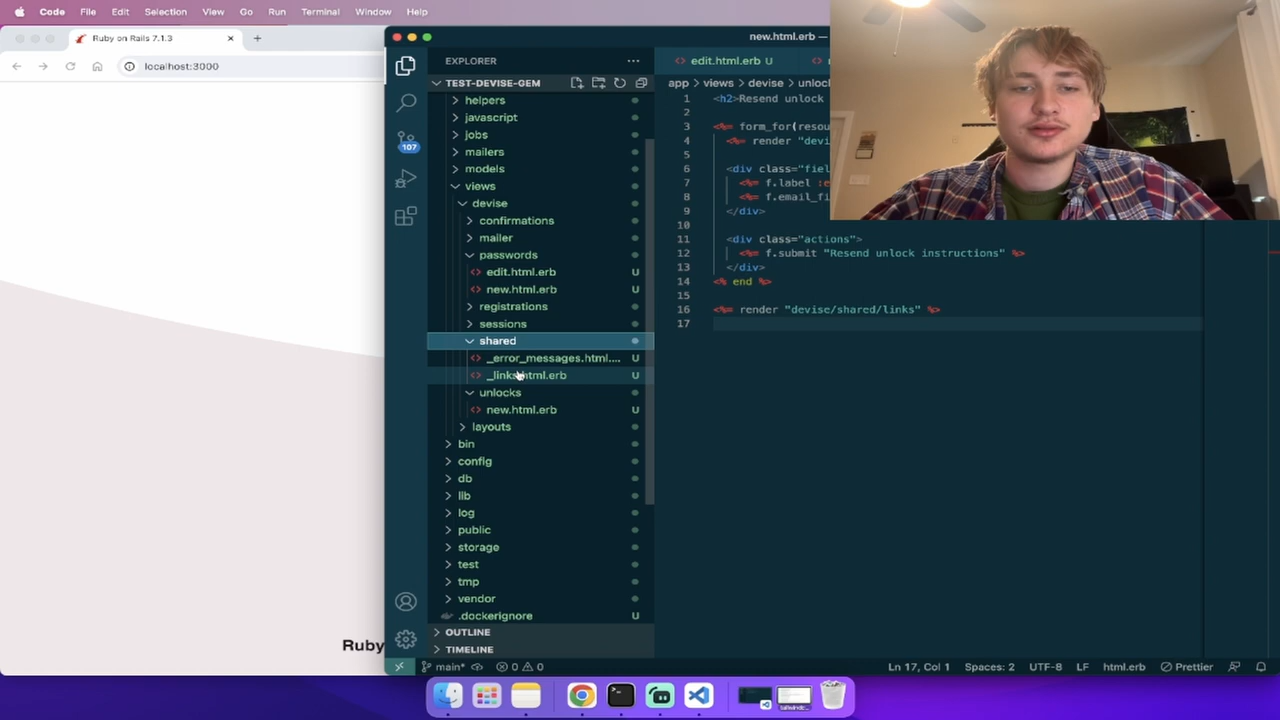 Code File Edit Selection View Go Run Terminal Window Help
Ruby on Rails 7.1.3
localhost:3000
Ruby
new.html.erb —
EXPLORER
TEST-DEVISE-GEM
helpers
javascript
jobs
mailers
models
views
devise
confirmations
mailer
passwords
edit.html.erb U
new.html.erb U
registrations
sessions
shared
_error_messages.html.... U
_links.html.erb U
unlocks
new.html.erb U
layouts
bin
config
db
lib
log
public
storage
test
tmp
vendor
.dockerignore U
OUTLINE
TIMELINE
107
edit.html.erb U
app > views > devise > unloc
1 <h2>Resend unlock
2
3 <%= form_for(resou
4 <%= render "devi
5
6 <div class="fiel
7 <%= f.label :e
8 <%= f.email_fi
9 </div>
10
11 <div class="actions">
12 <%= f.submit "Resend unlock instructions" %>
13 </div>
14 <% end %>
15
16 <%= render "devise/shared/links" %>
17
main* 0 0 Ln 17, Col 1 Spaces: 2 UTF-8 LF html.erb Prettier